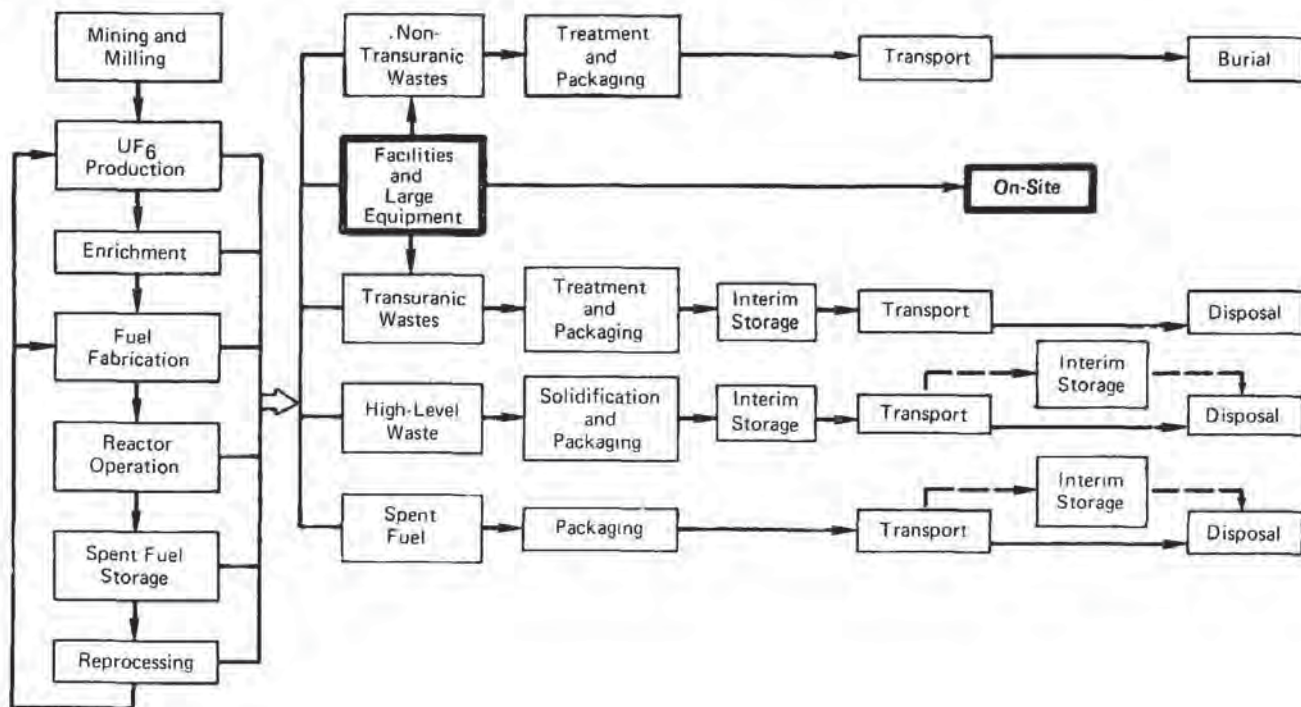 Mining and
Milling
UF6
Production
Enrichment
Fuel
Fabrication
Reactor
Operation
Spent Fuel
Storage
Reprocessing
.Non-
Transuranic
Wastes
Treatment
and
Packaging
Transport
Burial
Facilities
and
Large
Equipment
On-Site
Transuranic
Wastes
Treatment
and
Packaging
Interim
Storage
Transport
Disposal
High-Level
Waste
Solidification
and
Packaging
Interim
Storage
Transport
Interim
Storage
Disposal
Spent
Fuel
Packaging
Transport
Interim
Storage
Disposal